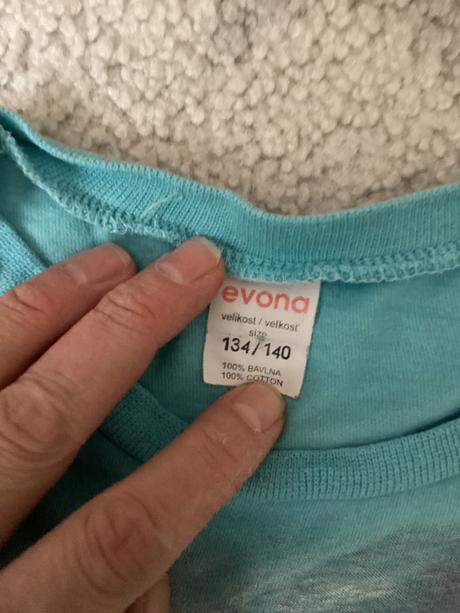 evona
velikost / veľkosť
size
134/140
100% BAVLNA
100% COTTON